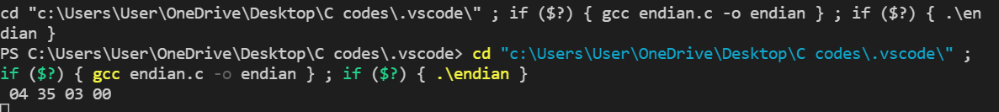 cd "c:\Users\User\OneDrive\Desktop\C codes\.vscode\" ; if ($?) { gcc endian.c -o endian } ; if ($?) { .\en
dian }
PS C:\Users\User\OneDrive\Desktop\C codes\.vscode> cd "c:\Users\User\OneDrive\Desktop\C codes\.vscode\" ;
if ($?) { gcc endian.c -o endian } ; if ($?) { .\endian }
04 35 03 00